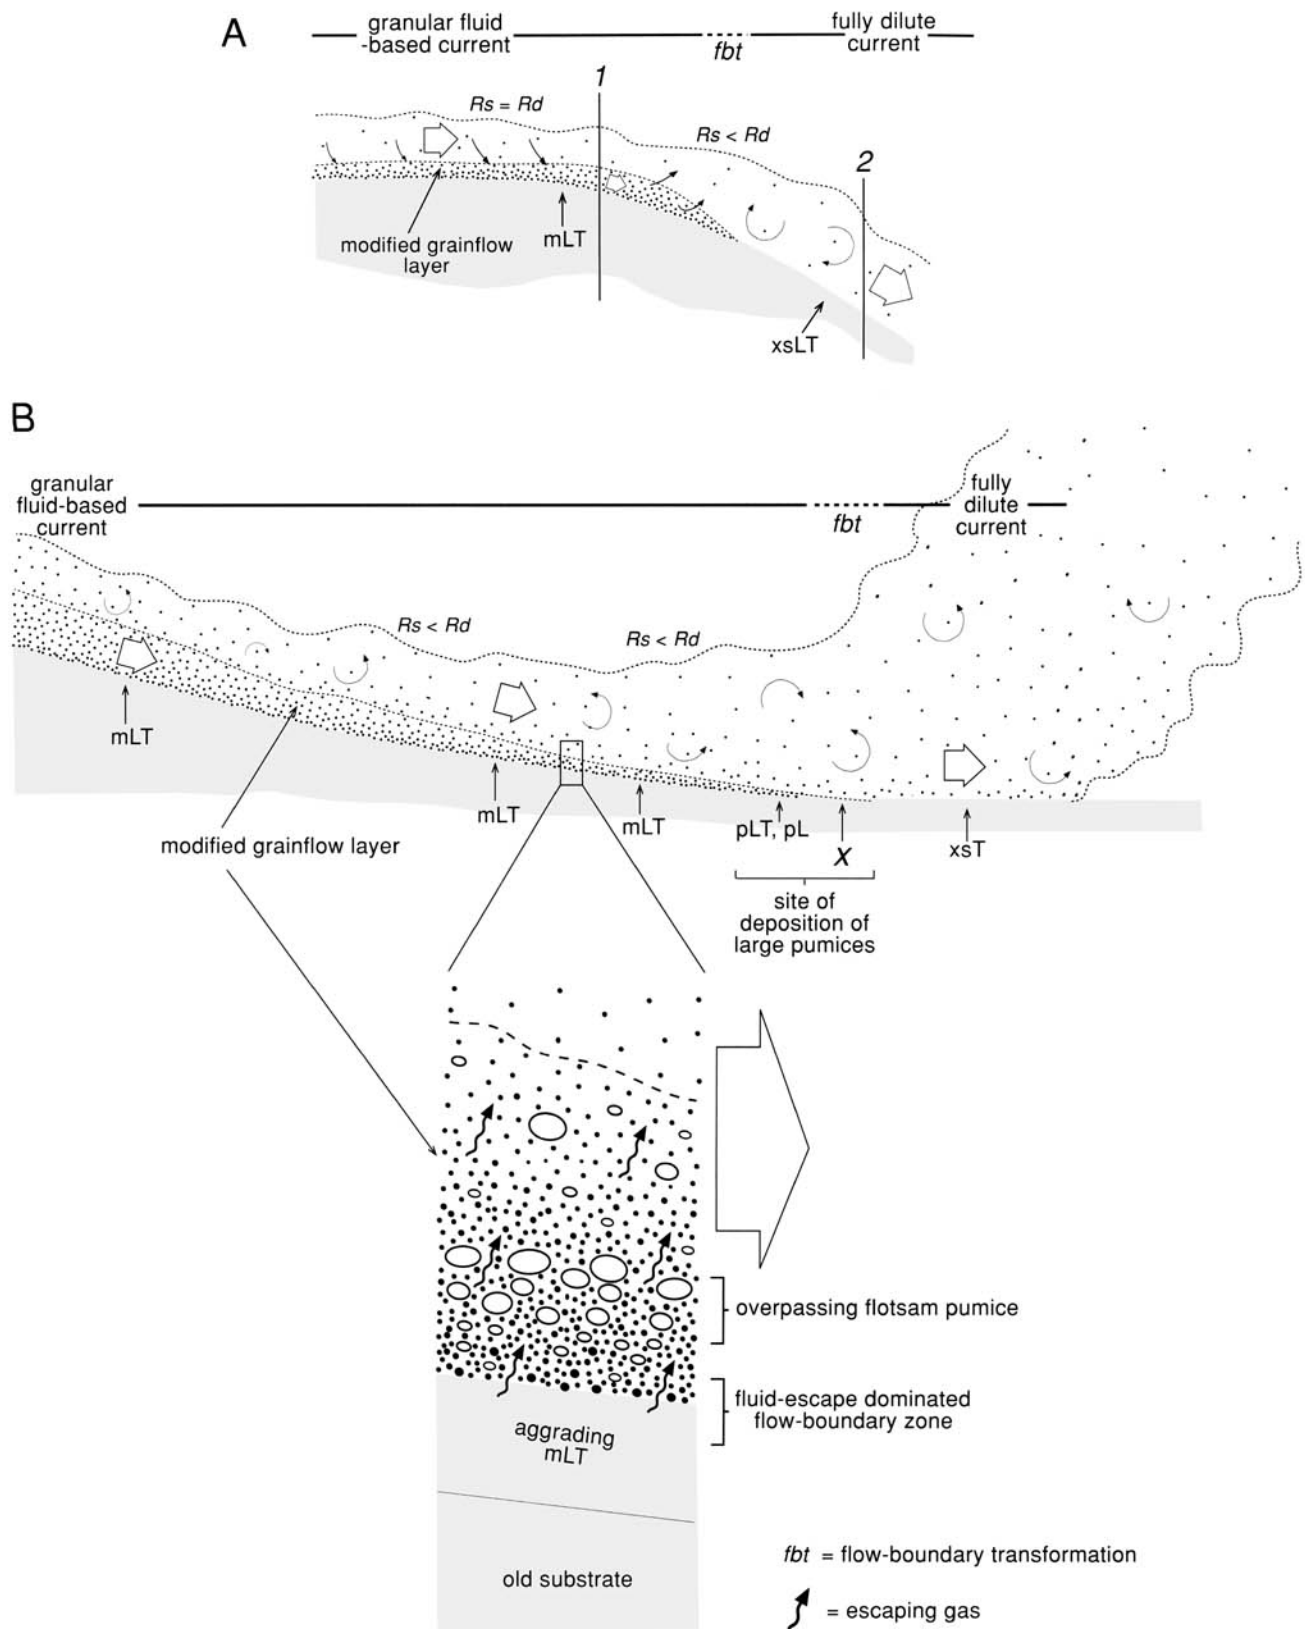 A
granular fluid
-based current
fbt
fully dilute
current
1
Rs = Rd
Rs < Rd
2
modified grainflow
layer
mLT
xsLT
B
granular
fluid-based
current
fbt
fully
dilute
current
Rs < Rd
Rs < Rd
mLT
mLT
mLT
pLT, pL
X
xsT
modified grainflow layer
site of
deposition of
large pumices
overpassing flotsam pumice
fluid-escape dominated
flow-boundary zone
aggrading
mLT
old substrate
fbt = flow-boundary transformation
= escaping gas